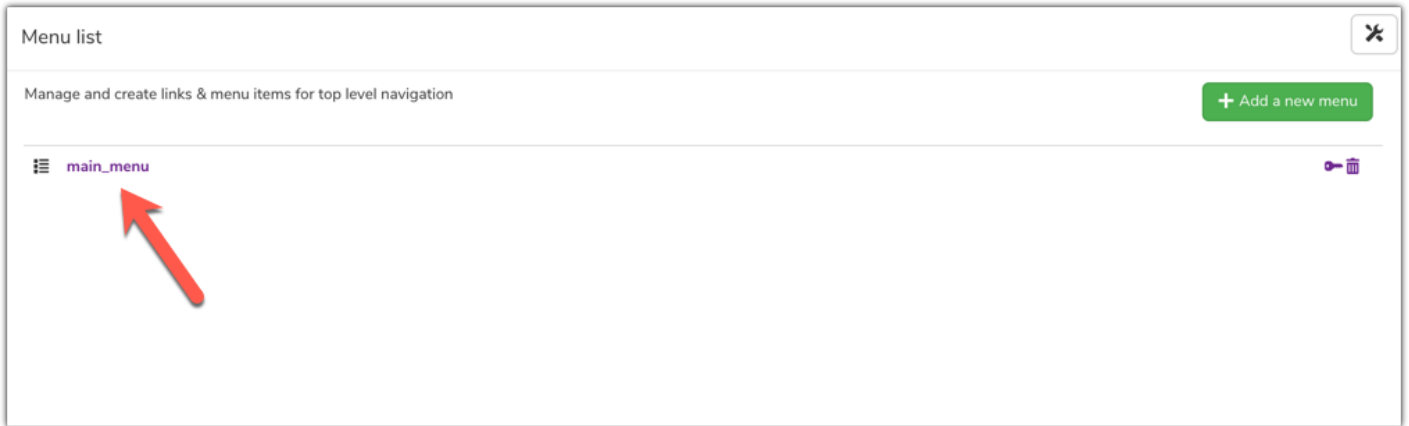 Menu list
Manage and create links & menu items for top level navigation
Add a new menu
main_menu